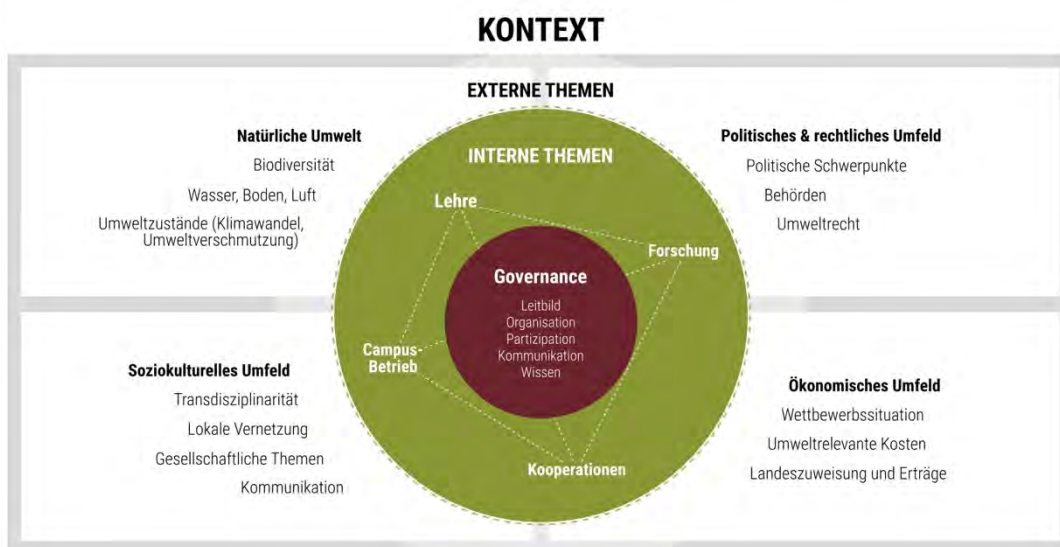 KONTEXT
EXTERNE THEMEN
Natürliche Umwelt
Biodiversität
Wasser, Boden, Luft
Umweltzustände (Klimawandel,
Umweltverschmutzung)
Politisches & rechtliches Umfeld
Politische Schwerpunkte
Behörden
Umweltrecht
INTERNE THEMEN
Lehre
Forschung
Governance
Leitbild
Organisation
Partizipation
Kommunikation
Wissen
Campus-
Betrieb
Kooperationen
Soziokulturelles Umfeld
Transdisziplinarität
Lokale Vernetzung
Gesellschaftliche Themen
Kommunikation
Ökonomisches Umfeld
Wettbewerbssituation
Umweltrelevante Kosten
Landeszuweisung und Erträge